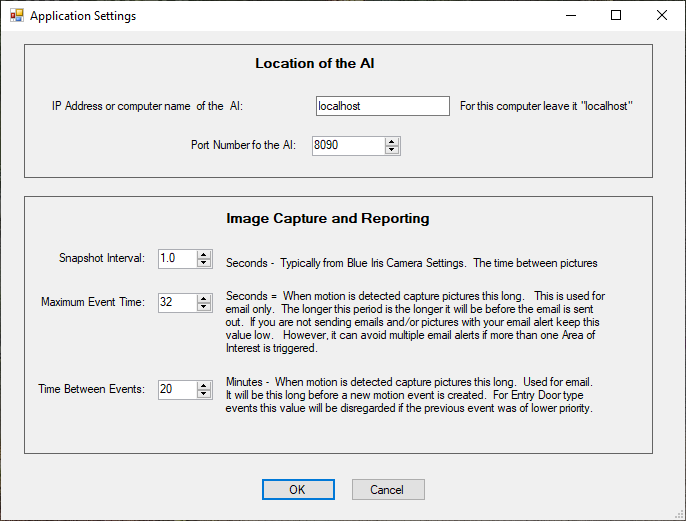 Application Settings
Location of the AI
IP Address or computer name  of the  AI:
localhost
For this computer leave it "localhost"
Port Number fo the AI:
8090
Image Capture and Reporting
Snapshot Interval:
1.0
Seconds -  Typically from Blue Iris Camera Settings.  The time between pictures
Maximum Event Time:
32
Seconds =  When motion is detected capture pictures this long.   This is used for
email only.  The longer this period is the longer it will be before the email is sent
out.  If you are not sending emails and/or pictures with your email alert keep this
value low.   However, it can avoid multiple email alerts if more than one Area of
Interest is triggered.
Time Between Events:
20
Minutes -  When motion is detected capture pictures this long.  Used for email.
It will be this long before a new motion event is created.  For Entry Door type
events this value will be disregarded if the previous event was of lower priority.
OK
Cancel